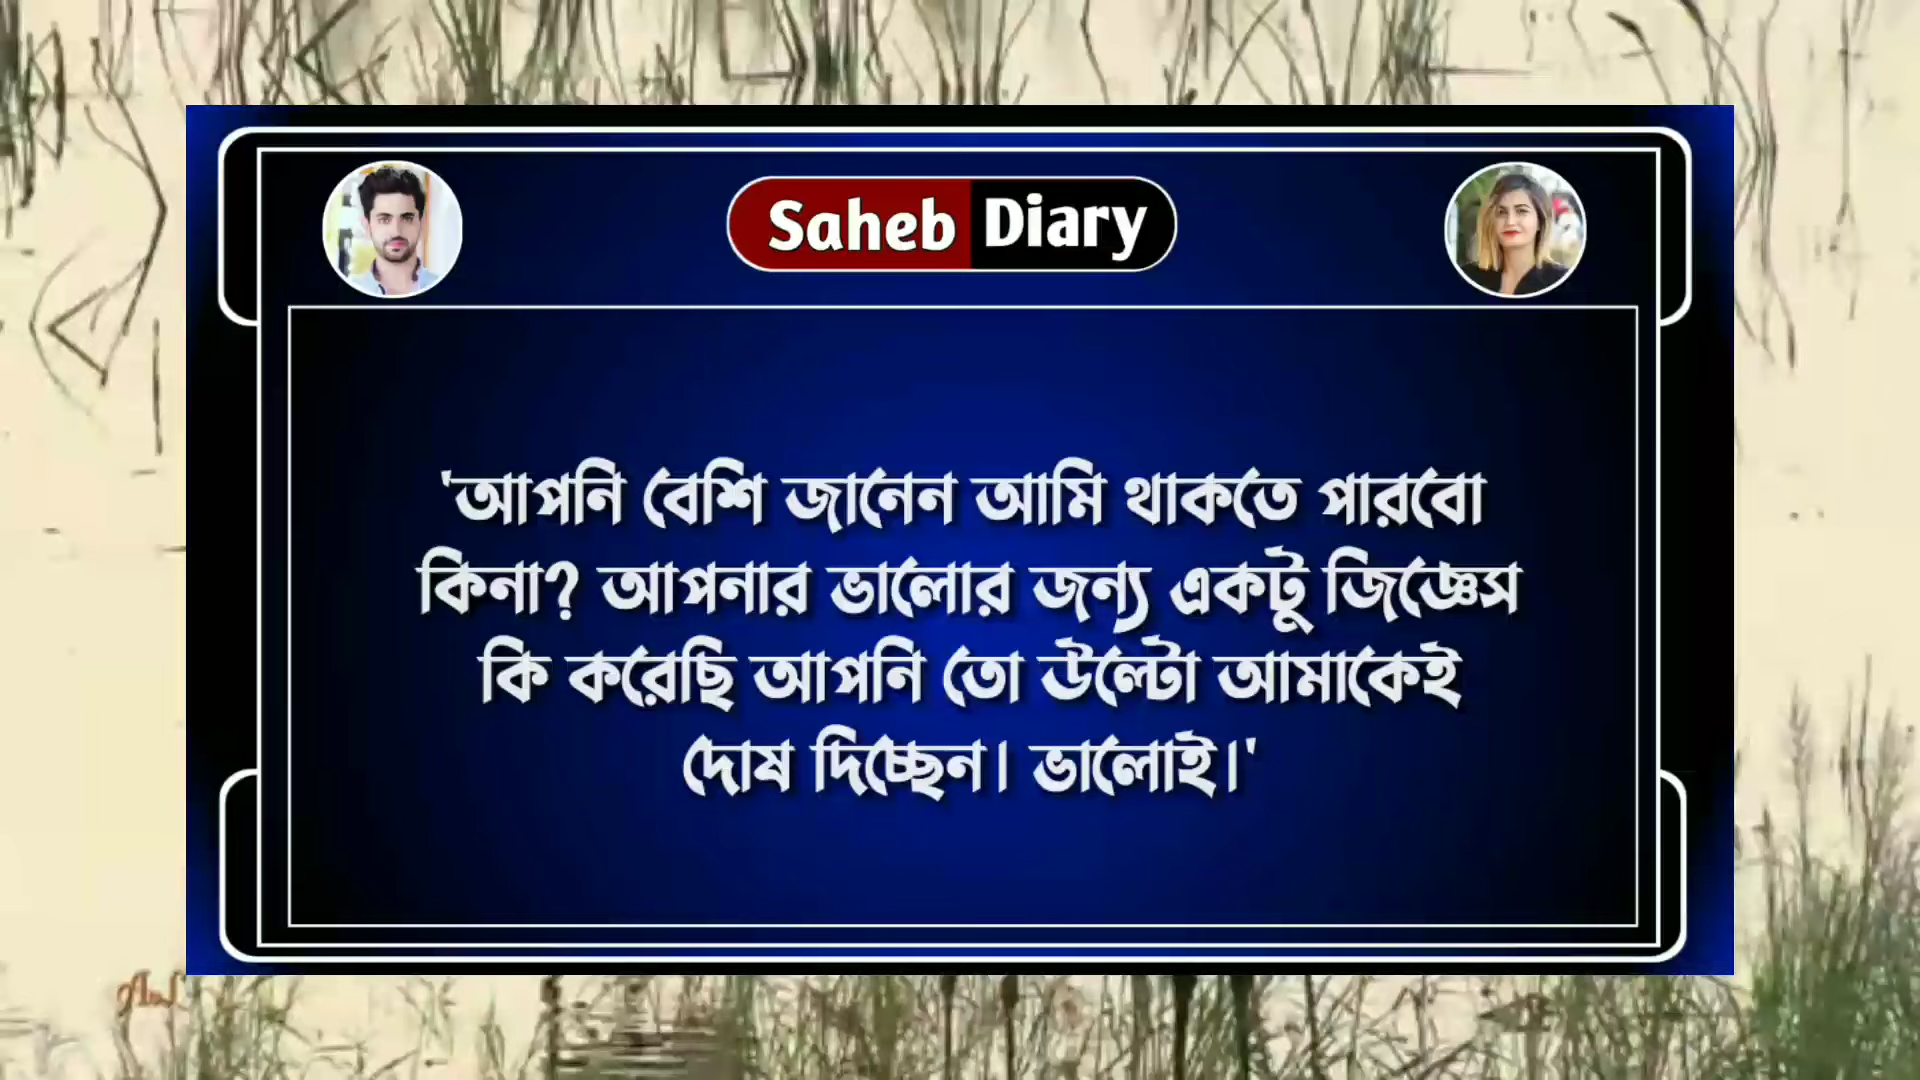 Saheb Diary
'আপনি বেশি জানেন আমি থাকতে পারবো
কিনা? আপনার ভালোর জন্য একটু জিজ্ঞেস
কি করেছি আপনি তো উল্টো আমাকেই
দোষ দিচ্ছেন। ভালোই।'